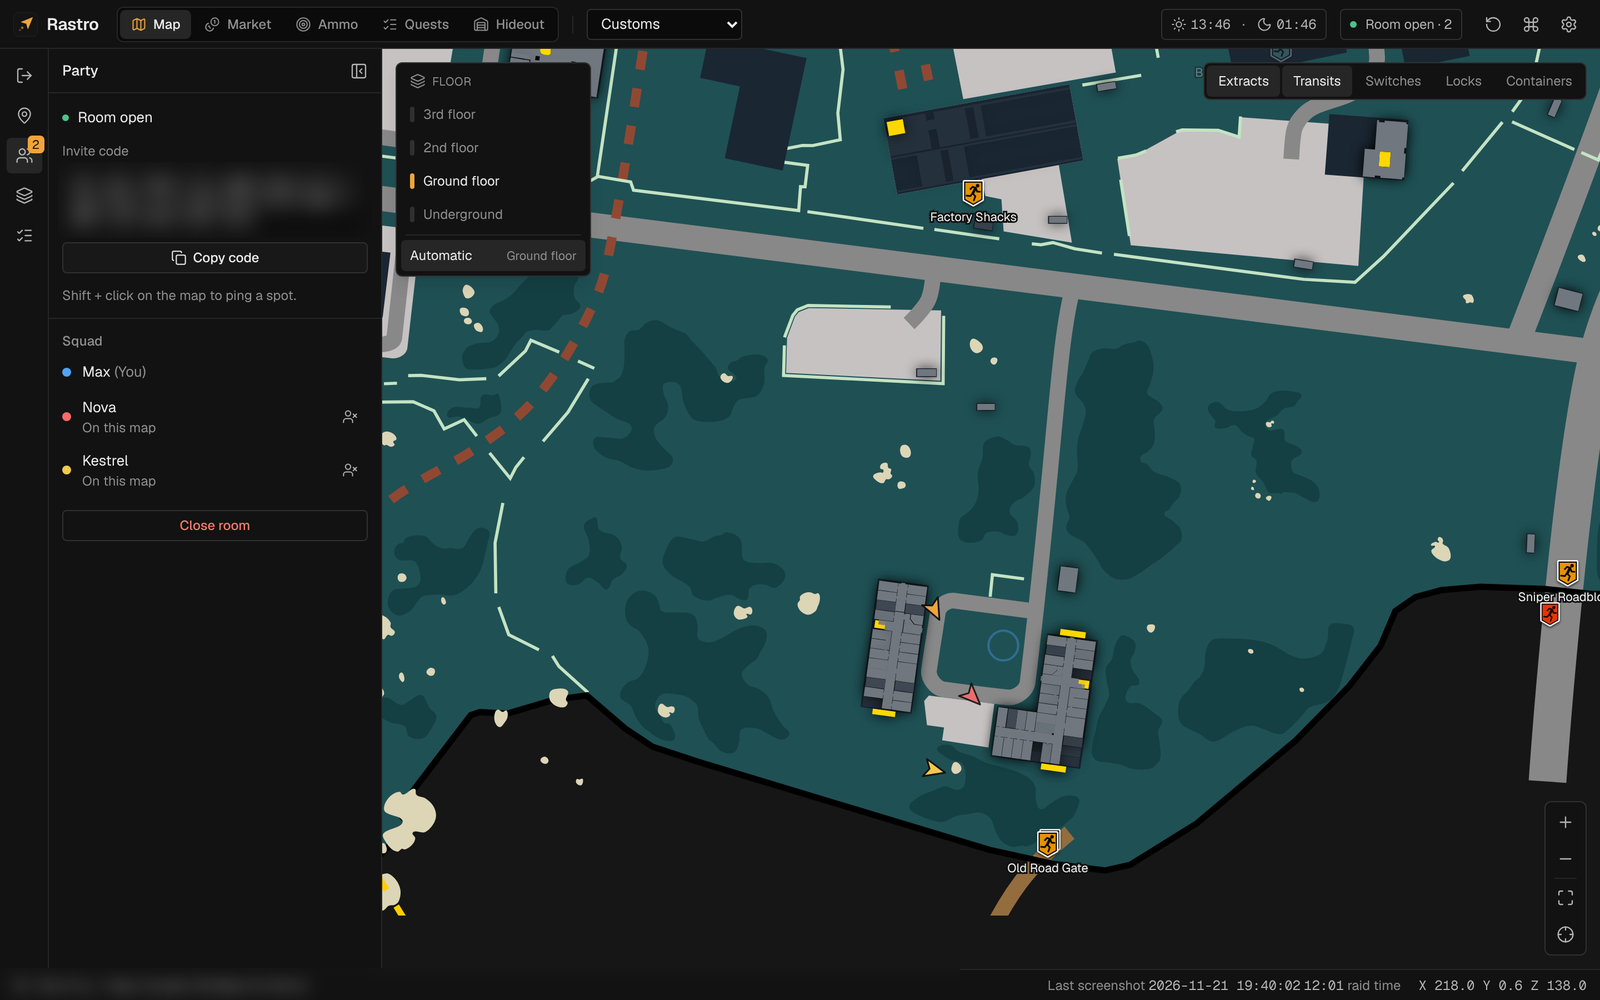 Rastro
Map
Market
Ammo
Quests
Hideout
Customs
13:46 · 01:46
Room open · 2
Party
Room open
Invite code
Copy code
Shift + click on the map to ping a spot.
Squad
Max (You)
Nova
On this map
Kestrel
On this map
Close room
2
FLOOR
3rd floor
2nd floor
Ground floor
Underground
Automatic Ground floor
Extracts
Transits
Switches
Locks
Containers
Factory Shacks
Sniper Roadblo
Old Road Gate
Last screenshot 2026-11-21 19:40:02 12:01 raid time X 218.0 Y 0.6 Z 138.0